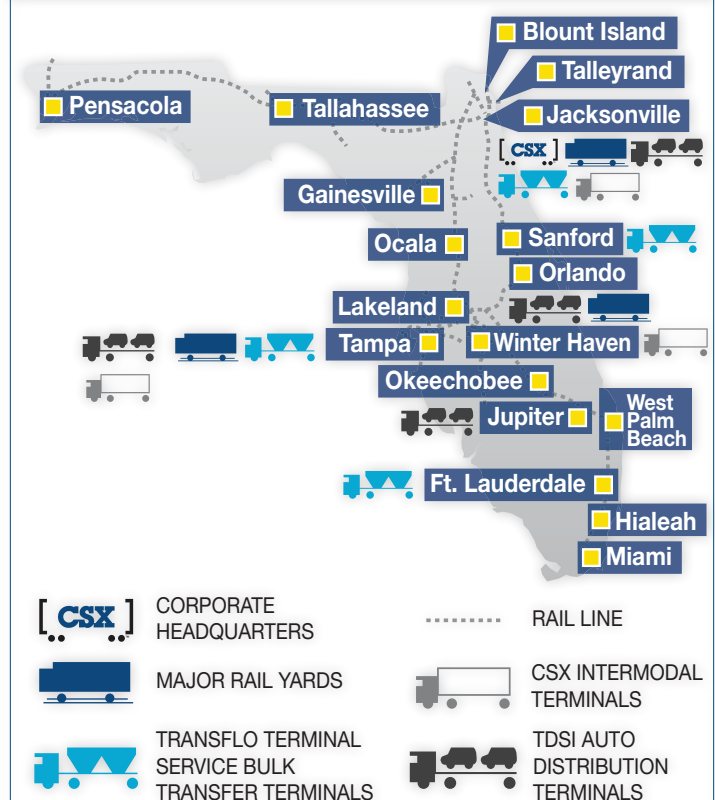 Blount Island
Talleyrand
Pensacola
Tallahassee
Jacksonville
CSX
Gainesville
Ocala
Sanford
Orlando
Lakeland
Tampa
Winter Haven
Okeechobee
West
Palm
Beach
Jupiter
Ft. Lauderdale
Hialeah
Miami
CSX
CORPORATE
HEADQUARTERS
RAIL LINE
MAJOR RAIL YARDS
CSX INTERMODAL
TERMINALS
TRANSFLO TERMINAL
SERVICE BULK
TRANSFER TERMINALS
TDSI AUTO
DISTRIBUTION
TERMINALS